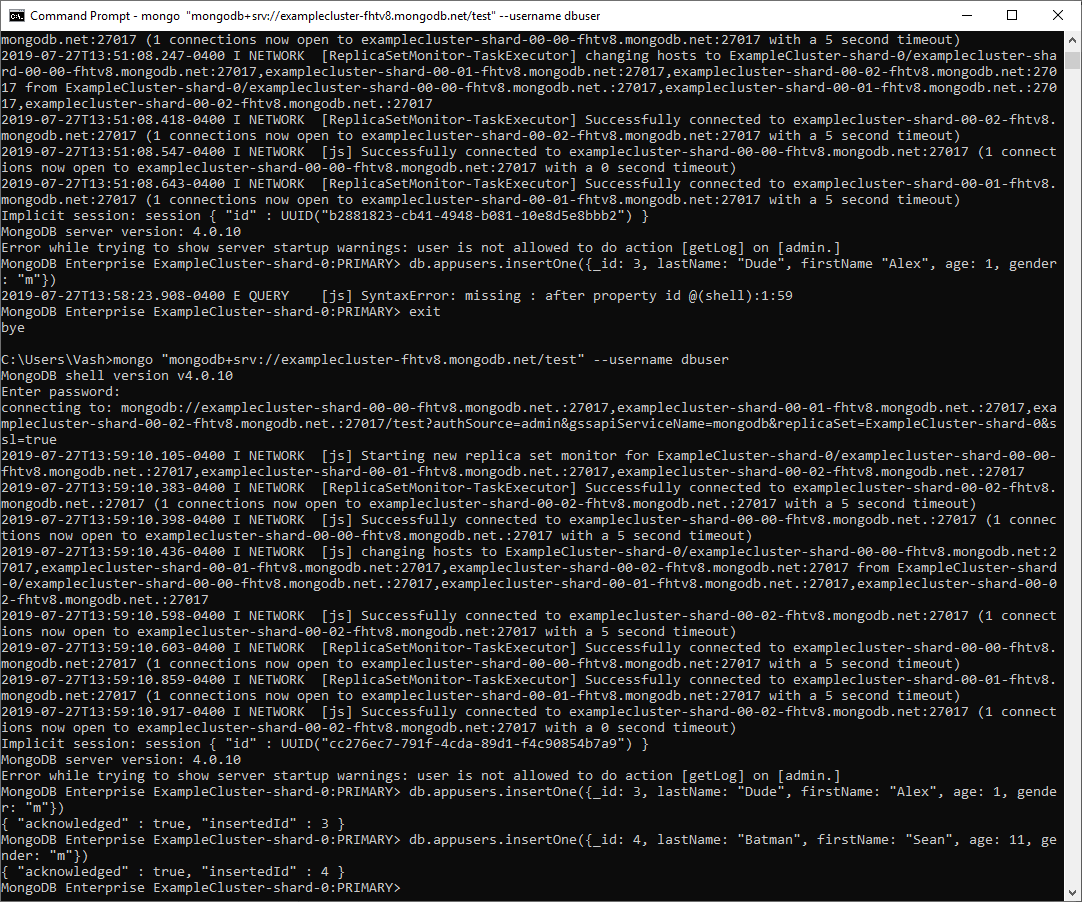 Command Prompt - mongo  "mongodb+srv://examplecluster-fhtv8.mongodb.net/test" --username dbuser
mongodb.net:27017 (1 connections now open to examplecluster-shard-00-00-fhtv8.mongodb.net:27017 with a 5 second timeout)
2019-07-27T13:51:08.247-0400 I NETWORK  [ReplicaSetMonitor-TaskExecutor] changing hosts to ExampleCluster-shard-0/examplecluster-sha
rd-00-00-fhtv8.mongodb.net:27017,examplecluster-shard-00-01-fhtv8.mongodb.net:27017,examplecluster-shard-00-02-fhtv8.mongodb.net:270
17 from ExampleCluster-shard-0/examplecluster-shard-00-00-fhtv8.mongodb.net.:27017,examplecluster-shard-00-01-fhtv8.mongodb.net.:270
17,examplecluster-shard-00-02-fhtv8.mongodb.net.:27017
2019-07-27T13:51:08.418-0400 I NETWORK  [ReplicaSetMonitor-TaskExecutor] Successfully connected to examplecluster-shard-00-02-fhtv8.
mongodb.net:27017 (1 connections now open to examplecluster-shard-00-02-fhtv8.mongodb.net:27017 with a 5 second timeout)
2019-07-27T13:51:08.547-0400 I NETWORK  [js] Successfully connected to examplecluster-shard-00-00-fhtv8.mongodb.net:27017 (1 connect
ions now open to examplecluster-shard-00-00-fhtv8.mongodb.net:27017 with a 0 second timeout)
2019-07-27T13:51:08.643-0400 I NETWORK  [ReplicaSetMonitor-TaskExecutor] Successfully connected to examplecluster-shard-00-01-fhtv8.
mongodb.net:27017 (1 connections now open to examplecluster-shard-00-01-fhtv8.mongodb.net:27017 with a 5 second timeout)
Implicit session: session { "id" : UUID("b2881823-cb41-4948-b081-10e8d5e8bbb2") }
MongoDB server version: 4.0.10
Error while trying to show server startup warnings: user is not allowed to do action [getLog] on [admin.]
MongoDB Enterprise ExampleCluster-shard-0:PRIMARY> db.appusers.insertOne({_id: 3, lastName: "Dude", firstName "Alex", age: 1, gender
: "m"})
2019-07-27T13:58:23.908-0400 E QUERY    [js] SyntaxError: missing : after property id @(shell):1:59
MongoDB Enterprise ExampleCluster-shard-0:PRIMARY> exit
bye
C:\Users\Vash>mongo "mongodb+srv://examplecluster-fhtv8.mongodb.net/test" --username dbuser
MongoDB shell version v4.0.10
Enter password:
connecting to: mongodb://examplecluster-shard-00-00-fhtv8.mongodb.net.:27017,examplecluster-shard-00-01-fhtv8.mongodb.net.:27017,exa
mplecluster-shard-00-02-fhtv8.mongodb.net.:27017/test?authSource=admin&gssapiServiceName=mongodb&replicaSet=ExampleCluster-shard-0&s
sl=true
2019-07-27T13:59:10.105-0400 I NETWORK  [js] Starting new replica set monitor for ExampleCluster-shard-0/examplecluster-shard-00-00-
fhtv8.mongodb.net.:27017,examplecluster-shard-00-01-fhtv8.mongodb.net.:27017,examplecluster-shard-00-02-fhtv8.mongodb.net.:27017
2019-07-27T13:59:10.383-0400 I NETWORK  [ReplicaSetMonitor-TaskExecutor] Successfully connected to examplecluster-shard-00-02-fhtv8.
mongodb.net.:27017 (1 connections now open to examplecluster-shard-00-02-fhtv8.mongodb.net.:27017 with a 5 second timeout)
2019-07-27T13:59:10.398-0400 I NETWORK  [js] Successfully connected to examplecluster-shard-00-00-fhtv8.mongodb.net.:27017 (1 connec
tions now open to examplecluster-shard-00-00-fhtv8.mongodb.net.:27017 with a 5 second timeout)
2019-07-27T13:59:10.436-0400 I NETWORK  [js] changing hosts to ExampleCluster-shard-0/examplecluster-shard-00-00-fhtv8.mongodb.net:2
7017,examplecluster-shard-00-01-fhtv8.mongodb.net:27017,examplecluster-shard-00-02-fhtv8.mongodb.net:27017 from ExampleCluster-shard
-0/examplecluster-shard-00-00-fhtv8.mongodb.net.:27017,examplecluster-shard-00-01-fhtv8.mongodb.net.:27017,examplecluster-shard-00-0
2-fhtv8.mongodb.net.:27017
2019-07-27T13:59:10.598-0400 I NETWORK  [js] Successfully connected to examplecluster-shard-00-02-fhtv8.mongodb.net:27017 (1 connect
ions now open to examplecluster-shard-00-02-fhtv8.mongodb.net:27017 with a 5 second timeout)
2019-07-27T13:59:10.603-0400 I NETWORK  [ReplicaSetMonitor-TaskExecutor] Successfully connected to examplecluster-shard-00-00-fhtv8.
mongodb.net:27017 (1 connections now open to examplecluster-shard-00-00-fhtv8.mongodb.net:27017 with a 5 second timeout)
2019-07-27T13:59:10.859-0400 I NETWORK  [ReplicaSetMonitor-TaskExecutor] Successfully connected to examplecluster-shard-00-01-fhtv8.
mongodb.net:27017 (1 connections now open to examplecluster-shard-00-01-fhtv8.mongodb.net:27017 with a 5 second timeout)
2019-07-27T13:59:10.917-0400 I NETWORK  [js] Successfully connected to examplecluster-shard-00-02-fhtv8.mongodb.net:27017 (1 connect
ions now open to examplecluster-shard-00-02-fhtv8.mongodb.net:27017 with a 0 second timeout)
Implicit session: session { "id" : UUID("cc276ec7-791f-4cda-89d1-f4c90854b7a9") }
MongoDB server version: 4.0.10
Error while trying to show server startup warnings: user is not allowed to do action [getLog] on [admin.]
MongoDB Enterprise ExampleCluster-shard-0:PRIMARY> db.appusers.insertOne({_id: 3, lastName: "Dude", firstName: "Alex", age: 1, gende
r: "m"})
{ "acknowledged" : true, "insertedId" : 3 }
MongoDB Enterprise ExampleCluster-shard-0:PRIMARY> db.appusers.insertOne({_id: 4, lastName: "Batman", firstName: "Sean", age: 11, ge
nder: "m"})
{ "acknowledged" : true, "insertedId" : 4 }
MongoDB Enterprise ExampleCluster-shard-0:PRIMARY>